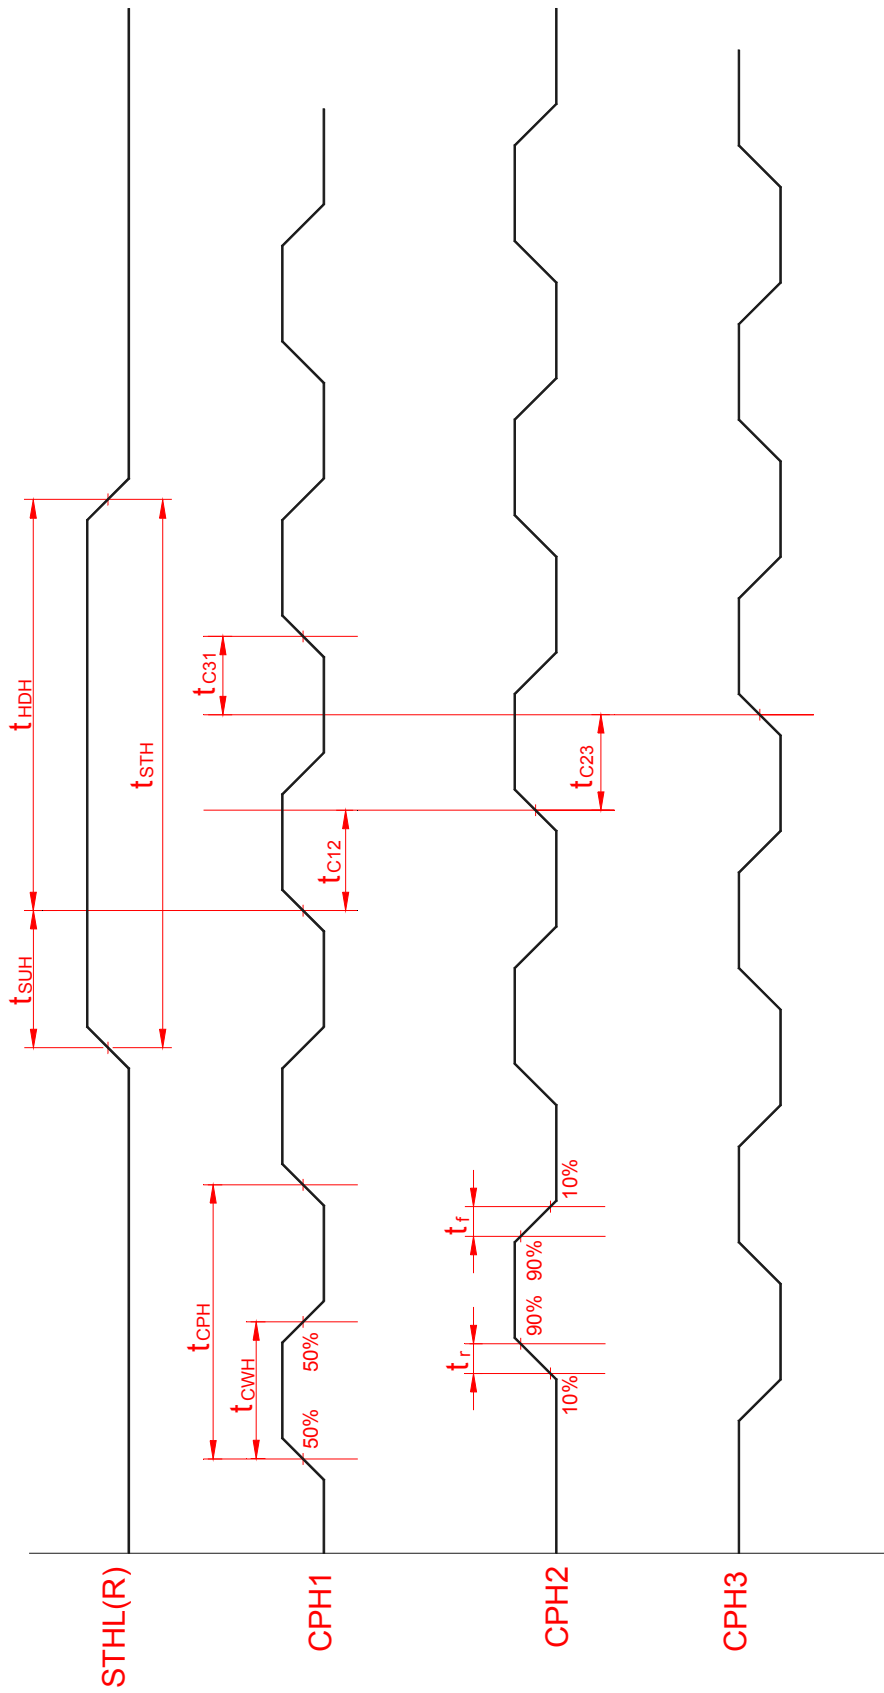 STHL(R)
tSUH
tHDH
tSTH
CPH1
tCPH
tCWH
50%
50%
tC12
tC31
CPH2
tr
tf
10%
90%
90%
10%
tC23
CPH3